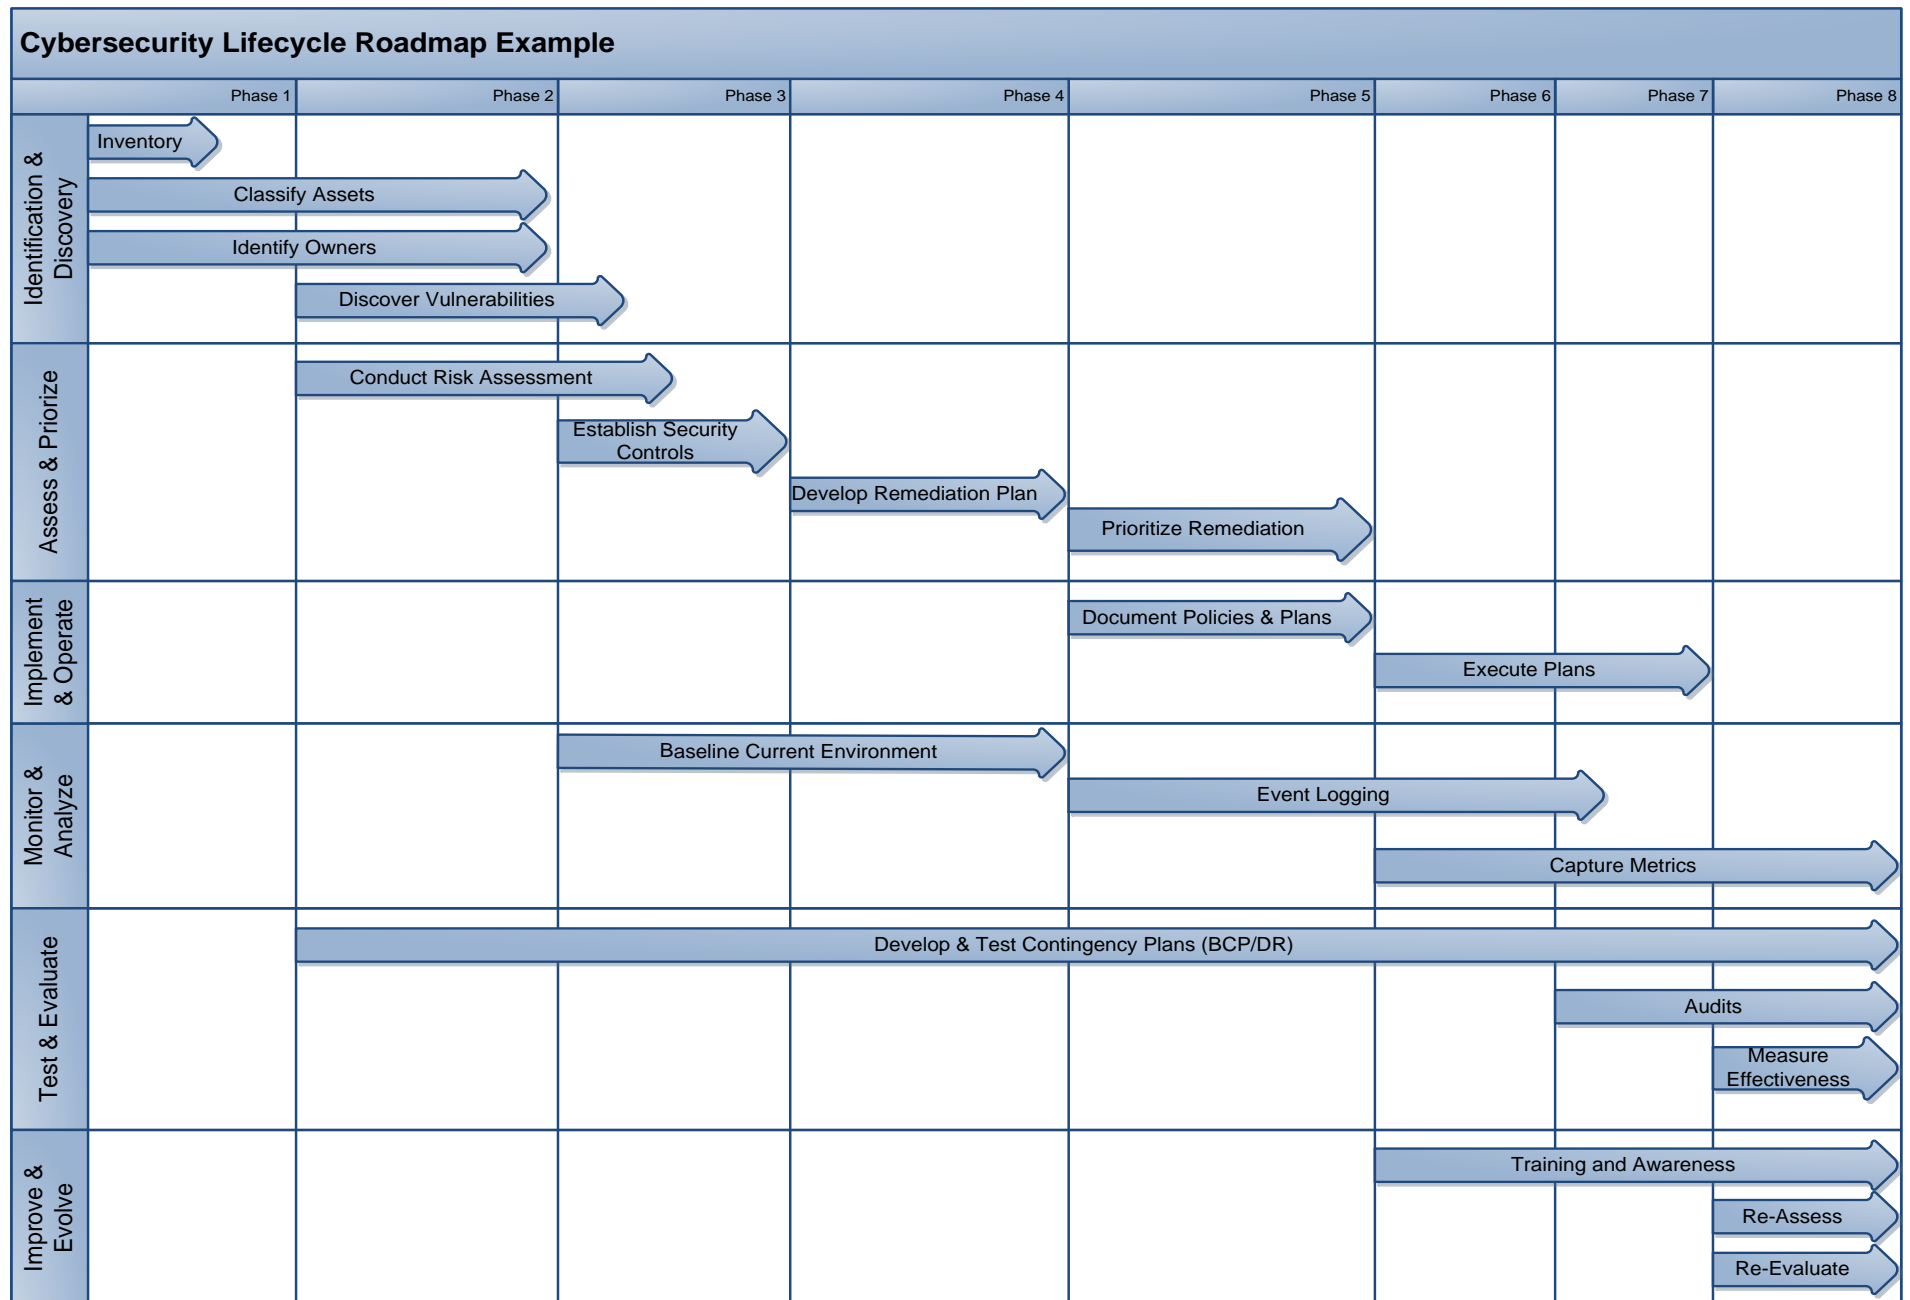 Cybersecurity Lifecycle Roadmap Example
Phase 1
Phase 2
Phase 3
Phase 4
Phase 5
Phase 6
Phase 7
Phase 8
Identification &
Discovery
Inventory
Classify Assets
Identify Owners
Discover Vulnerabilities
Assess & Priorize
Conduct Risk Assessment
Establish Security
Controls
Develop Remediation Plan
Prioritize Remediation
Implement
& Operate
Document Policies & Plans
Execute Plans
Monitor &
Analyze
Baseline Current Environment
Event Logging
Capture Metrics
Test & Evaluate
Develop & Test Contingency Plans (BCP/DR)
Audits
Measure
Effectiveness
Improve &
Evolve
Training and Awareness
Re-Assess
Re-Evaluate